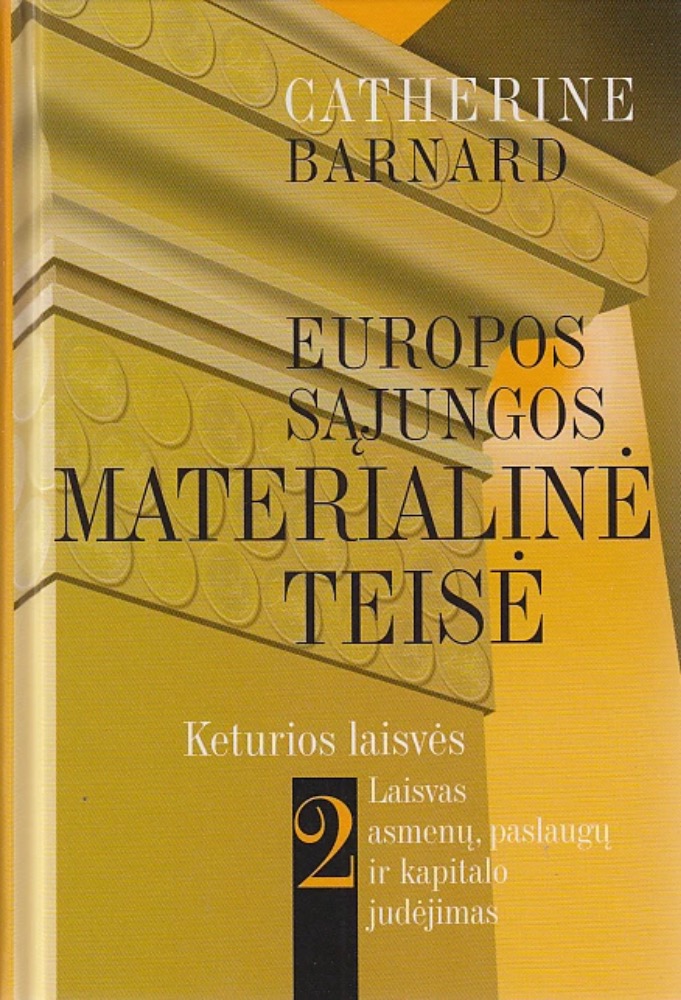 CATHERINE
BARNARD
EUROPOS
SĄJUNGOS
MATERIALINĖ
TEISĖ
Keturios laisvės
2
Laisvas
asmenų, paslaugų
ir kapitalo
judėjimas